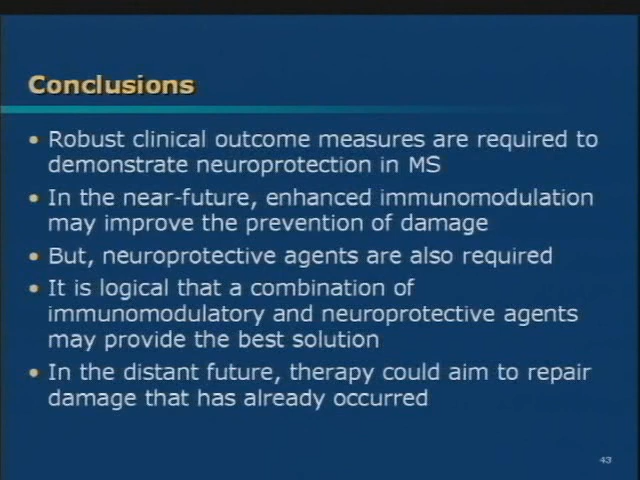 Conclusions
• Robust clinical outcome measures are required to
demonstrate neuroprotection in MS
• In the near-future, enhanced immunomodulation
may improve the prevention of damage
• But, neuroprotective agents are also required
• It is logical that a combination of
immunomodulatory and neuroprotective agents
may provide the best solution
• In the distant future, therapy could aim to repair
damage that has already occurred
43